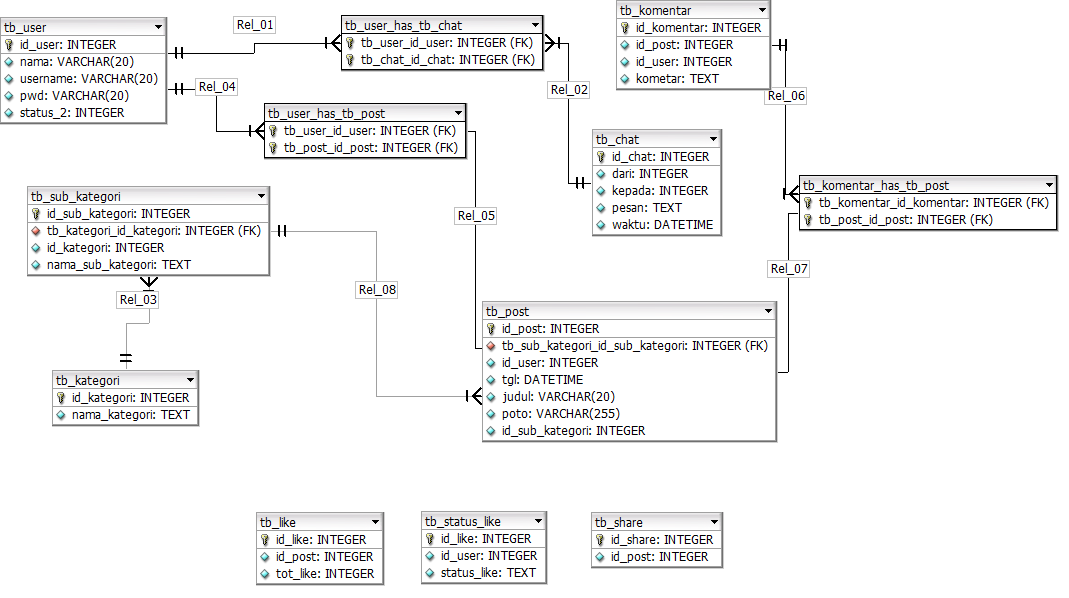 tb_user
id_user: INTEGER
nama: VARCHAR(20)
username: VARCHAR(20)
pwd: VARCHAR(20)
status_2: INTEGER
Rel_01
tb_user_has_tb_chat
tb_user_id_user: INTEGER (FK)
tb_chat_id_chat: INTEGER (FK)
tb_komentar
id_komentar: INTEGER
id_post: INTEGER
id_user: INTEGER
kometar: TEXT
Rel_04
Rel_02
Rel_06
tb_user_has_tb_post
tb_user_id_user: INTEGER (FK)
tb_post_id_post: INTEGER (FK)
tb_chat
id_chat: INTEGER
dari: INTEGER
kepada: INTEGER
pesan: TEXT
waktu: DATETIME
tb_komentar_has_tb_post
tb_komentar_id_komentar: INTEGER (FK)
tb_post_id_post: INTEGER (FK)
tb_sub_kategori
id_sub_kategori: INTEGER
tb_kategori_id_kategori: INTEGER (FK)
id_kategori: INTEGER
nama_sub_kategori: TEXT
Rel_05
Rel_07
Rel_03
Rel_08
tb_post
id_post: INTEGER
tb_sub_kategori_id_sub_kategori: INTEGER (FK)
id_user: INTEGER
tgl: DATETIME
judul: VARCHAR(20)
poto: VARCHAR(255)
id_sub_kategori: INTEGER
tb_kategori
id_kategori: INTEGER
nama_kategori: TEXT
tb_like
id_like: INTEGER
id_post: INTEGER
tot_like: INTEGER
tb_status_like
id_like: INTEGER
id_user: INTEGER
status_like: TEXT
tb_share
id_share: INTEGER
id_post: INTEGER